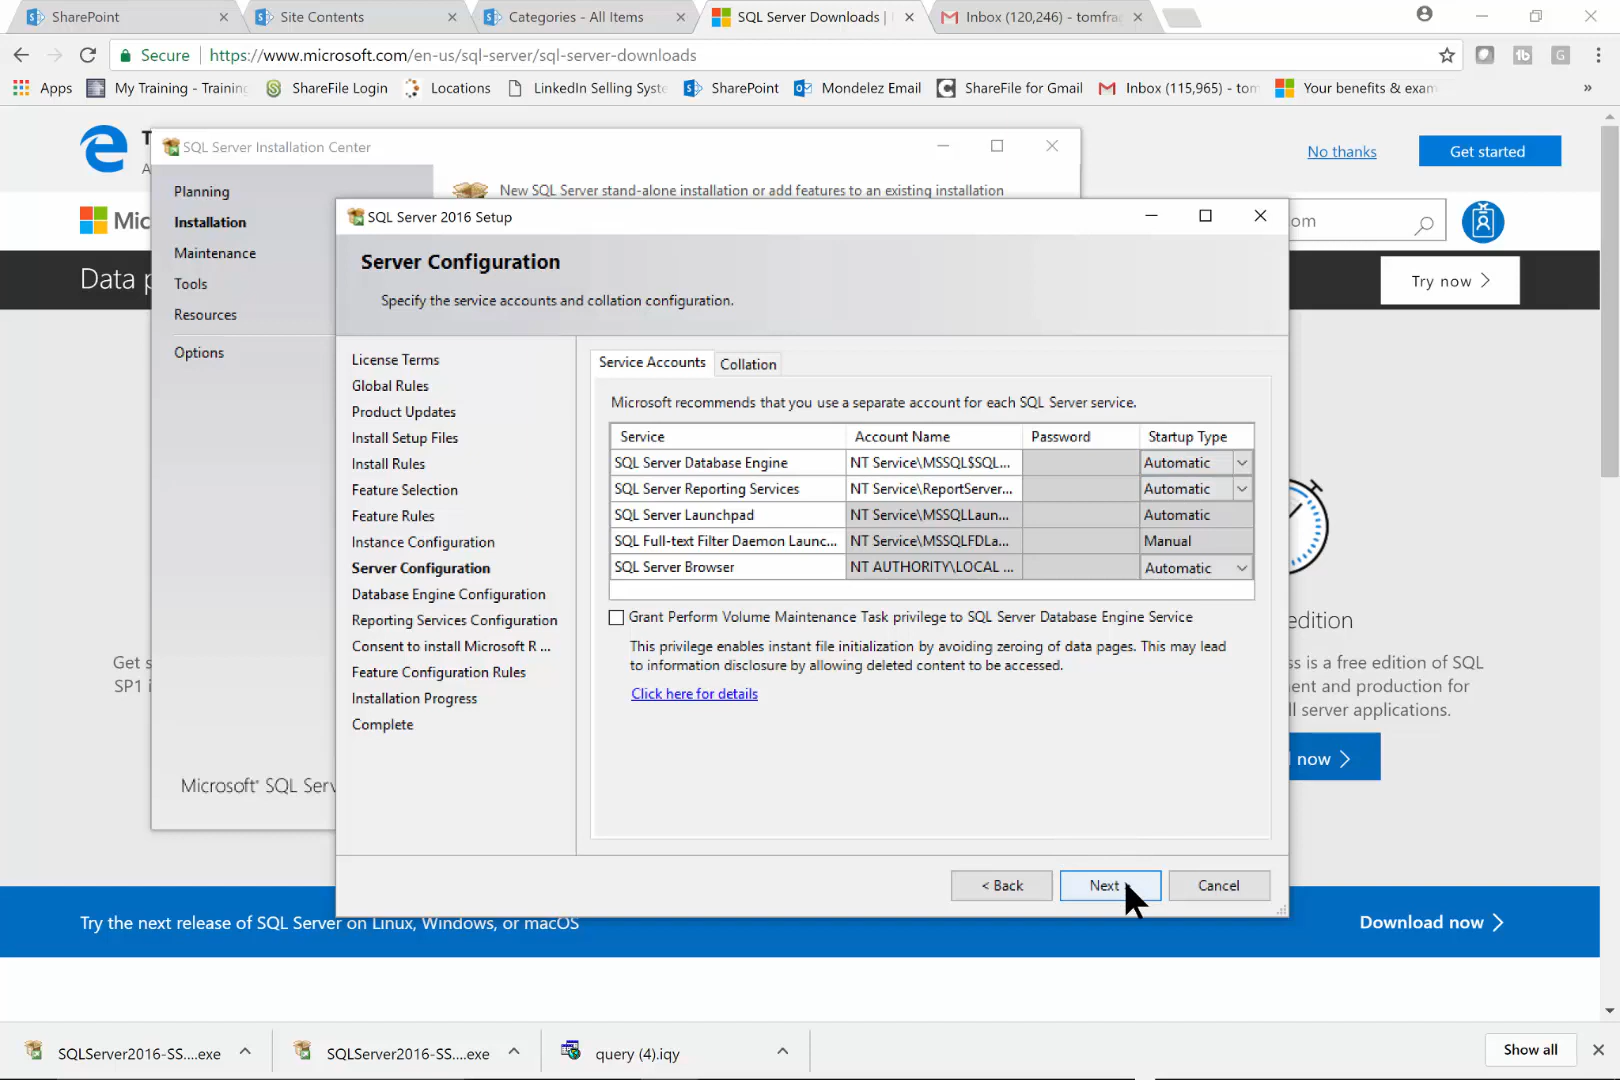 SharePoint
Site Contents
Categories - All Items
SQL Server Downloads |
Inbox (120,246) - tomfra
Secure
https://www.microsoft.com/en-us/sql-server/sql-server-downloads
Apps
My Training - Training
ShareFile Login
Locations
LinkedIn Selling Syste
SharePoint
Mondelez Email
ShareFile for Gmail
Inbox (115,965) - tom
Your benefits & exam
»
T
A
No thanks
Get started
SQL Server Installation Center
Planning
Installation
Maintenance
Tools
Resources
Options
New SQL Server stand-alone installation or add features to an existing installation
Microsoft® SQL Serv
Mic
om
Data p
Try now
SQL Server 2016 Setup
Server Configuration
Specify the service accounts and collation configuration.
License Terms
Global Rules
Product Updates
Install Setup Files
Install Rules
Feature Selection
Feature Rules
Instance Configuration
Server Configuration
Database Engine Configuration
Reporting Services Configuration
Consent to install Microsoft R ...
Feature Configuration Rules
Installation Progress
Complete
Service Accounts
Collation
Microsoft recommends that you use a separate account for each SQL Server service.
Service Account Name Password Startup Type
SQL Server Database Engine NT Service\MSSQL$SQL... Automatic
SQL Server Reporting Services NT Service\ReportServer... Automatic
SQL Server Launchpad NT Service\MSSQLLaun... Automatic
SQL Full-text Filter Daemon Launc... NT Service\MSSQLFDLa... Manual
SQL Server Browser NT AUTHORITY\LOCAL ... Automatic
Grant Perform Volume Maintenance Task privilege to SQL Server Database Engine Service
This privilege enables instant file initialization by avoiding zeroing of data pages. This may lead
to information disclosure by allowing deleted content to be accessed.
Click here for details
< Back
Next
Cancel
Get s
SP1 i
edition
ss is a free edition of SQL
ent and production for
ll server applications.
now
Try the next release of SQL Server on Linux, Windows, or macOS
Download now
SQLServer2016-SS....exe
SQLServer2016-SS....exe
query (4).iqy
Show all